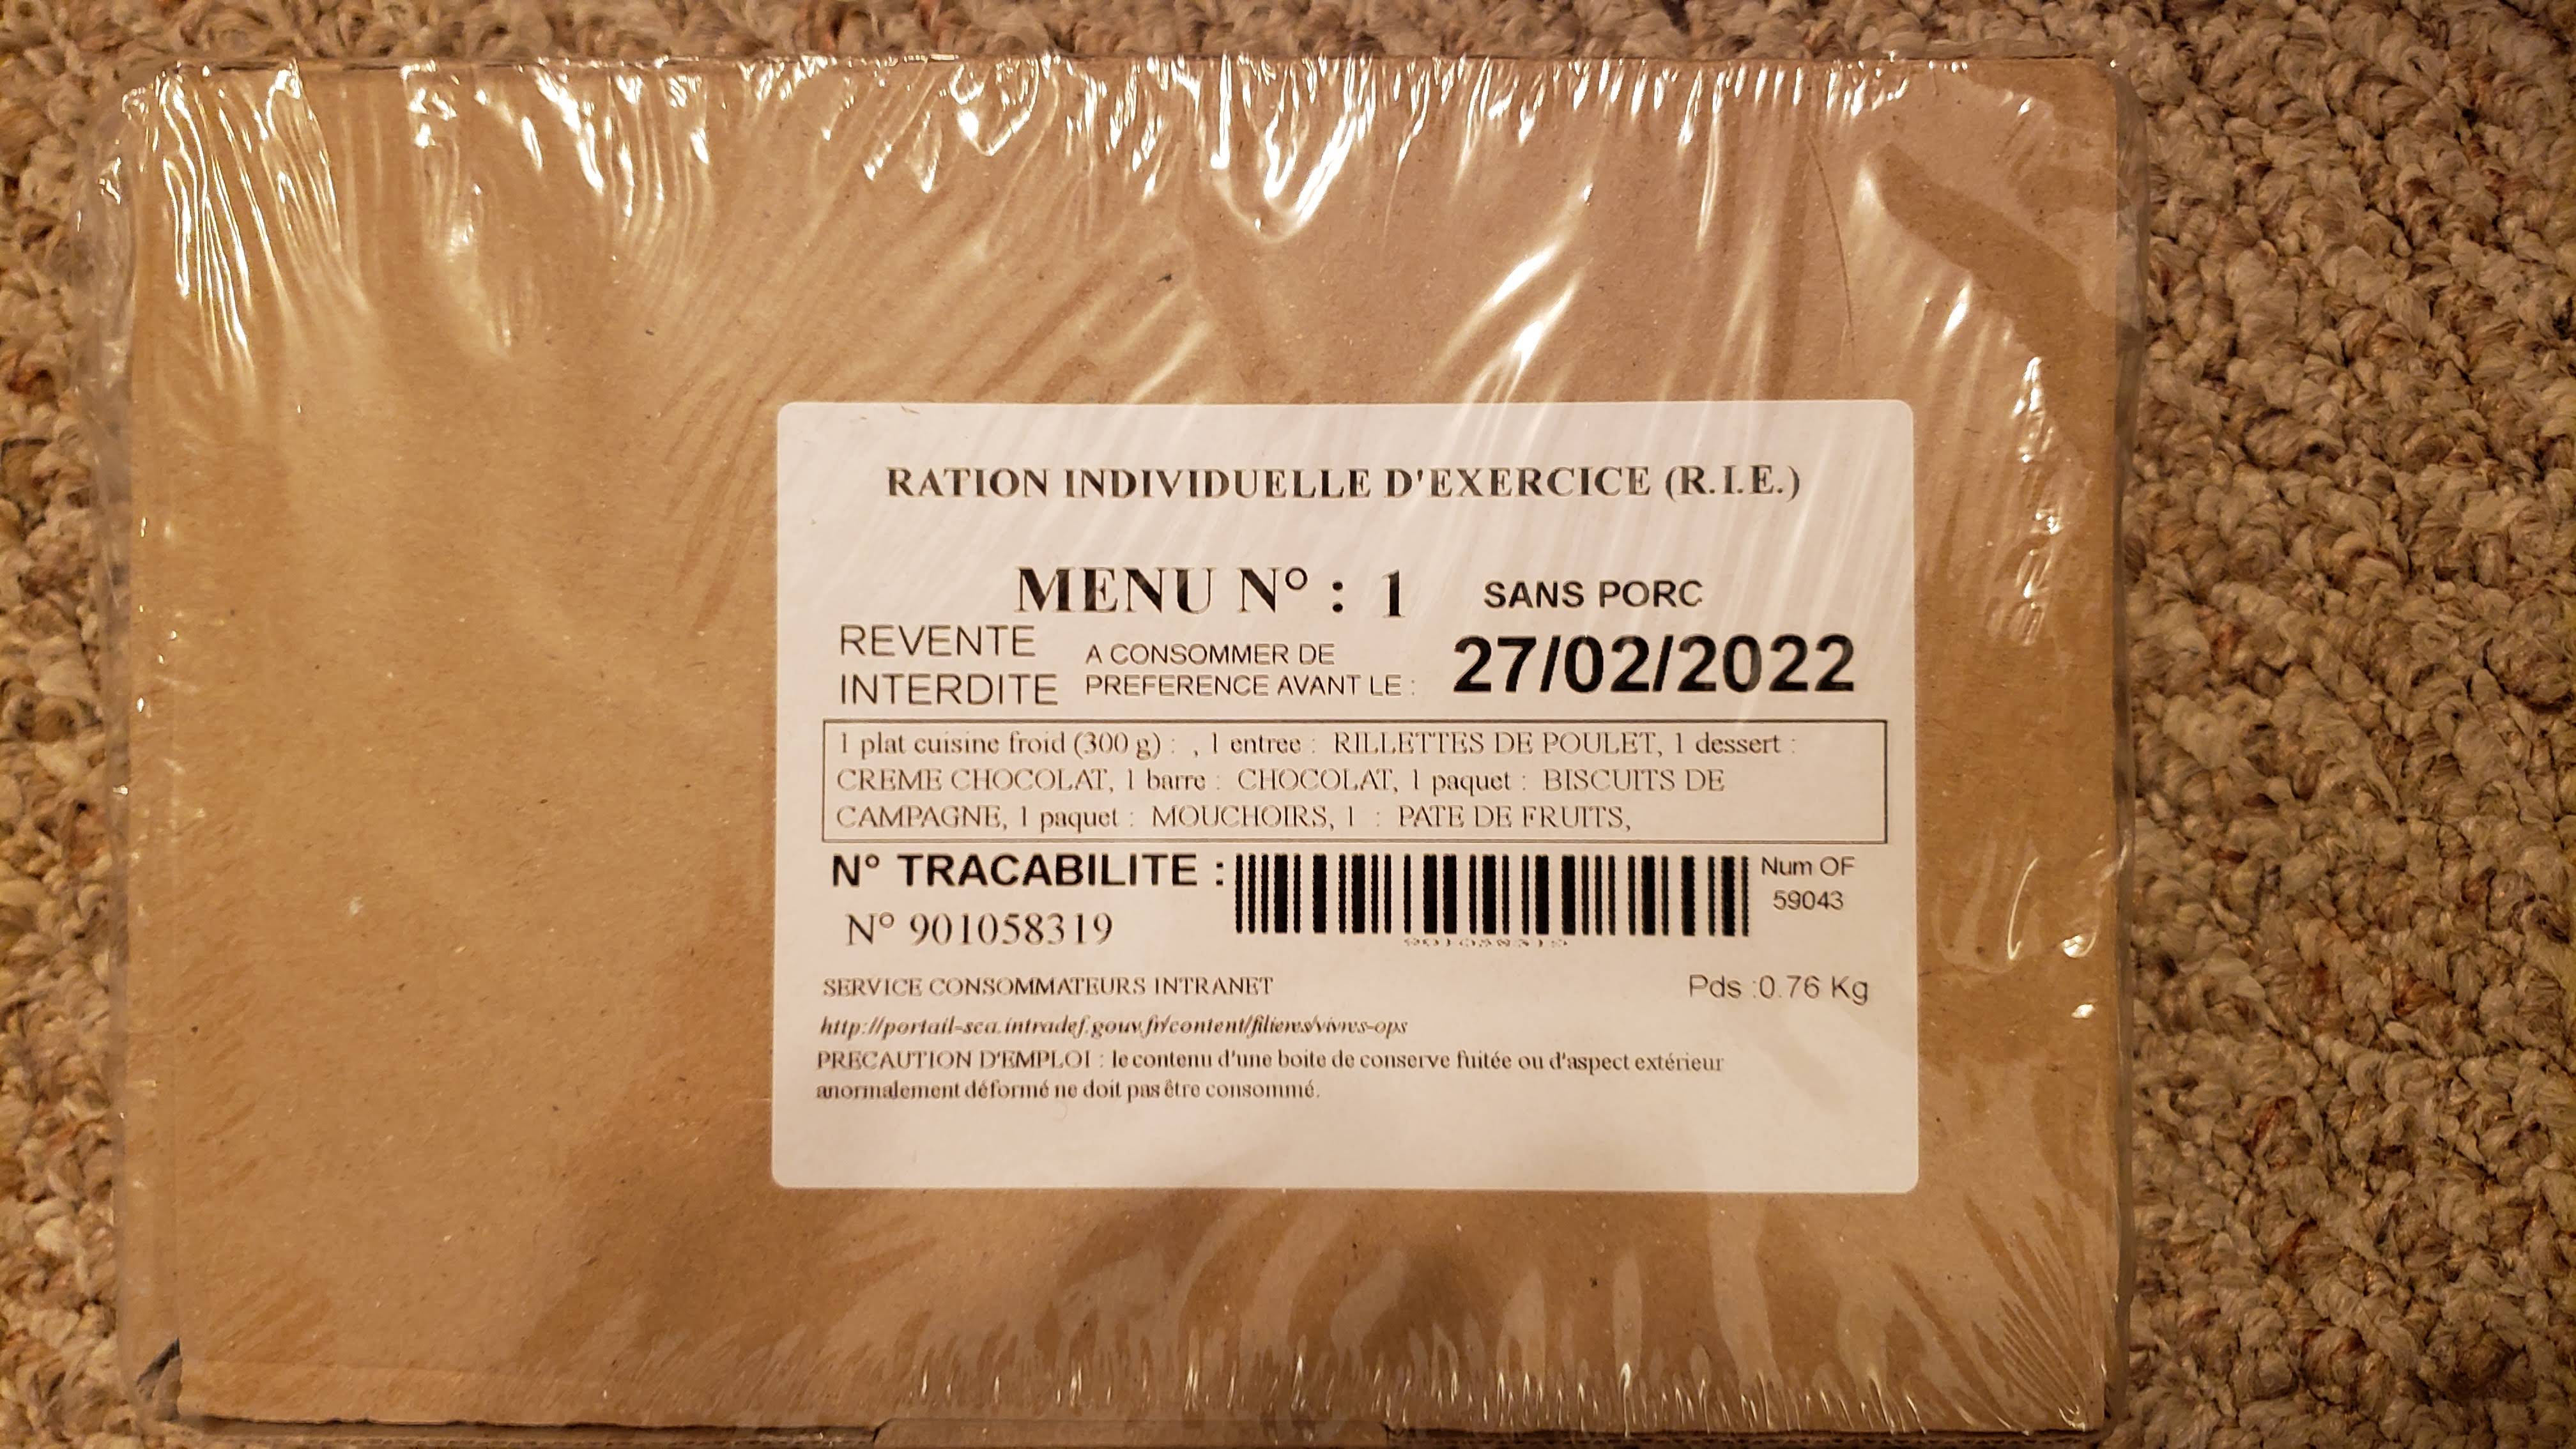 RATION INDIVIDUELLE D'EXERCICE (R.I.E.)
MENU N° : 1 SANS PORC
REVENTE INTERDITE
A CONSOMMER DE PREFERENCE AVANT LE : 27/02/2022
1 plat cuisine froid (300 g) : , 1 entree : RILLETTES DE POULET, 1 dessert :
CREME CHOCOLAT, 1 barre : CHOCOLAT, 1 paquet : BISCUITS DE
CAMPAGNE, 1 paquet : MOUCHOIRS, 1 : PATE DE FRUITS,
N° TRACABILITE :
N° 901058319
901058319
Num OF
59043
SERVICE CONSOMMATEURS INTRANET
Pds :0.76 Kg
http://portail-sca.intradef.gouv.fr/content/filieres/vivres-ops
PRECAUTION D'EMPLOI : le contenu d'une boite de conserve fuitée ou d'aspect extérieur
anormalement déformé ne doit pas être consommé.